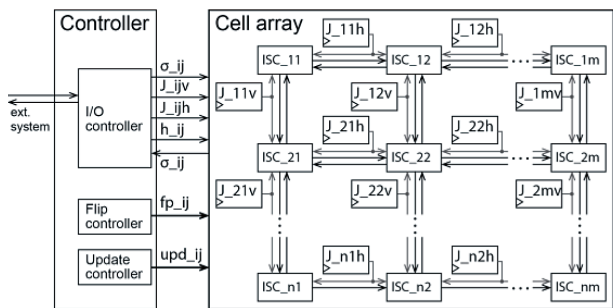 Controller
Cell array
I/O
controller
ext.
system
σ_ij
J_ijv
J_ijh
h_ij
σ_ij
Flip
controller
fp_ij
Update
controller
upd_ij
J_11h
J_12h
ISC_11
ISC_12
ISC_1m
J_11v
J_12v
J_1mv
J_21h
J_22h
ISC_21
ISC_22
ISC_2m
J_21v
J_22v
J_2mv
J_n1h
J_n2h
ISC_n1
ISC_n2
ISC_nm